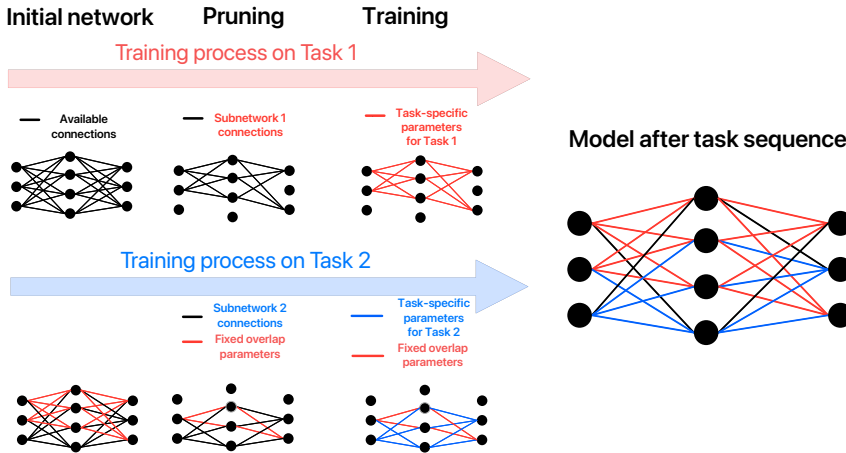 Initial network
Pruning
Training
Training process on Task 1
Available
connections
Subnetwork 1
connections
Task-specific
parameters
for Task 1
Model after task sequence
Training process on Task 2
Subnetwork 2
connections
Fixed overlap
parameters
Task-specific
parameters
for Task 2
Fixed overlap
parameters